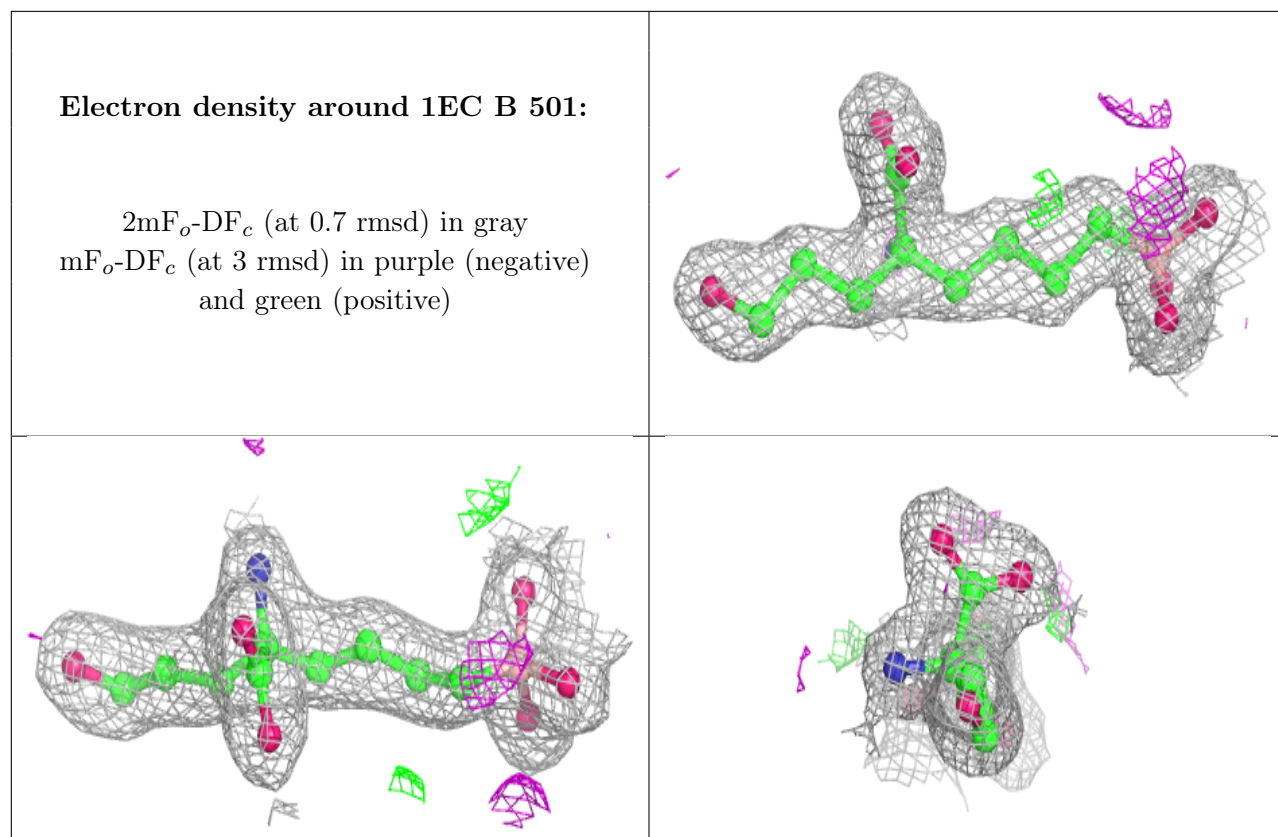 Electron density around 1EC B 501:
2mFo-DFc (at 0.7 rmsd) in gray
mFo-DFc (at 3 rmsd) in purple (negative)
and green (positive)